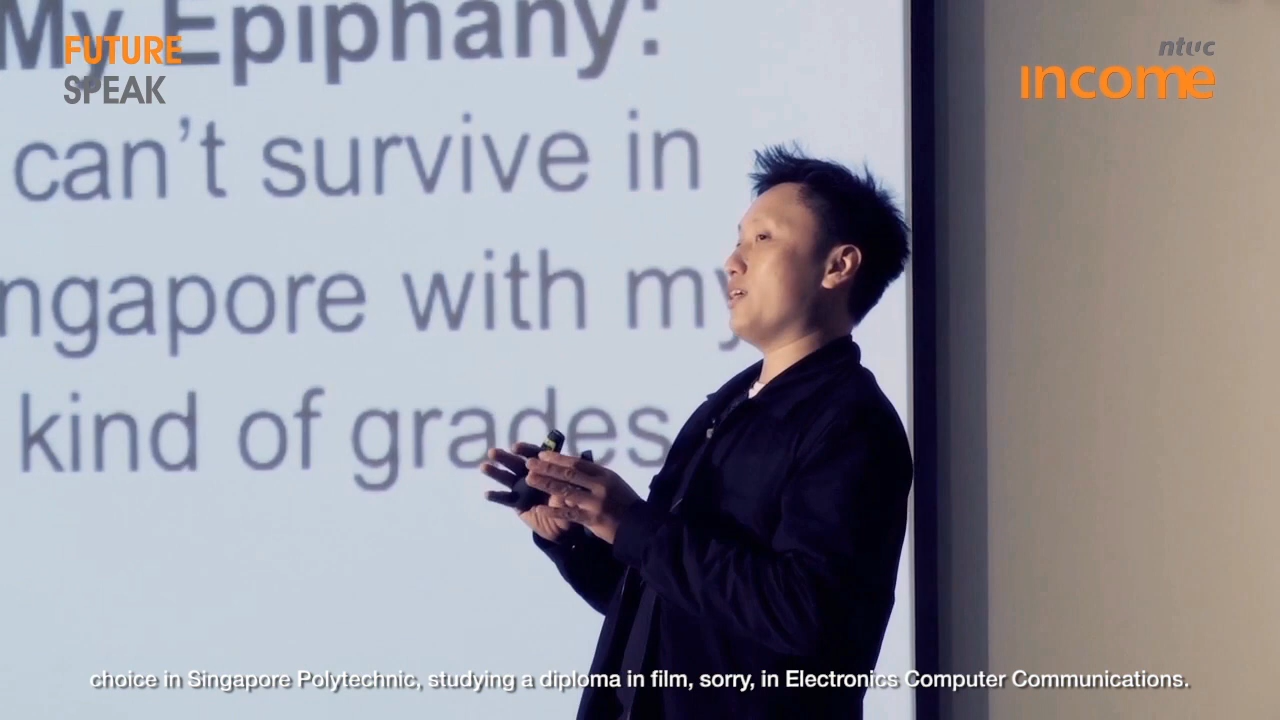 My Epiphany:
can't survive in
ngapore with my
kind of grades
FUTURE
SPEAK
ntuc
income
choice in Singapore Polytechnic, studying a diploma in film, sorry, in Electronics Computer Communications.